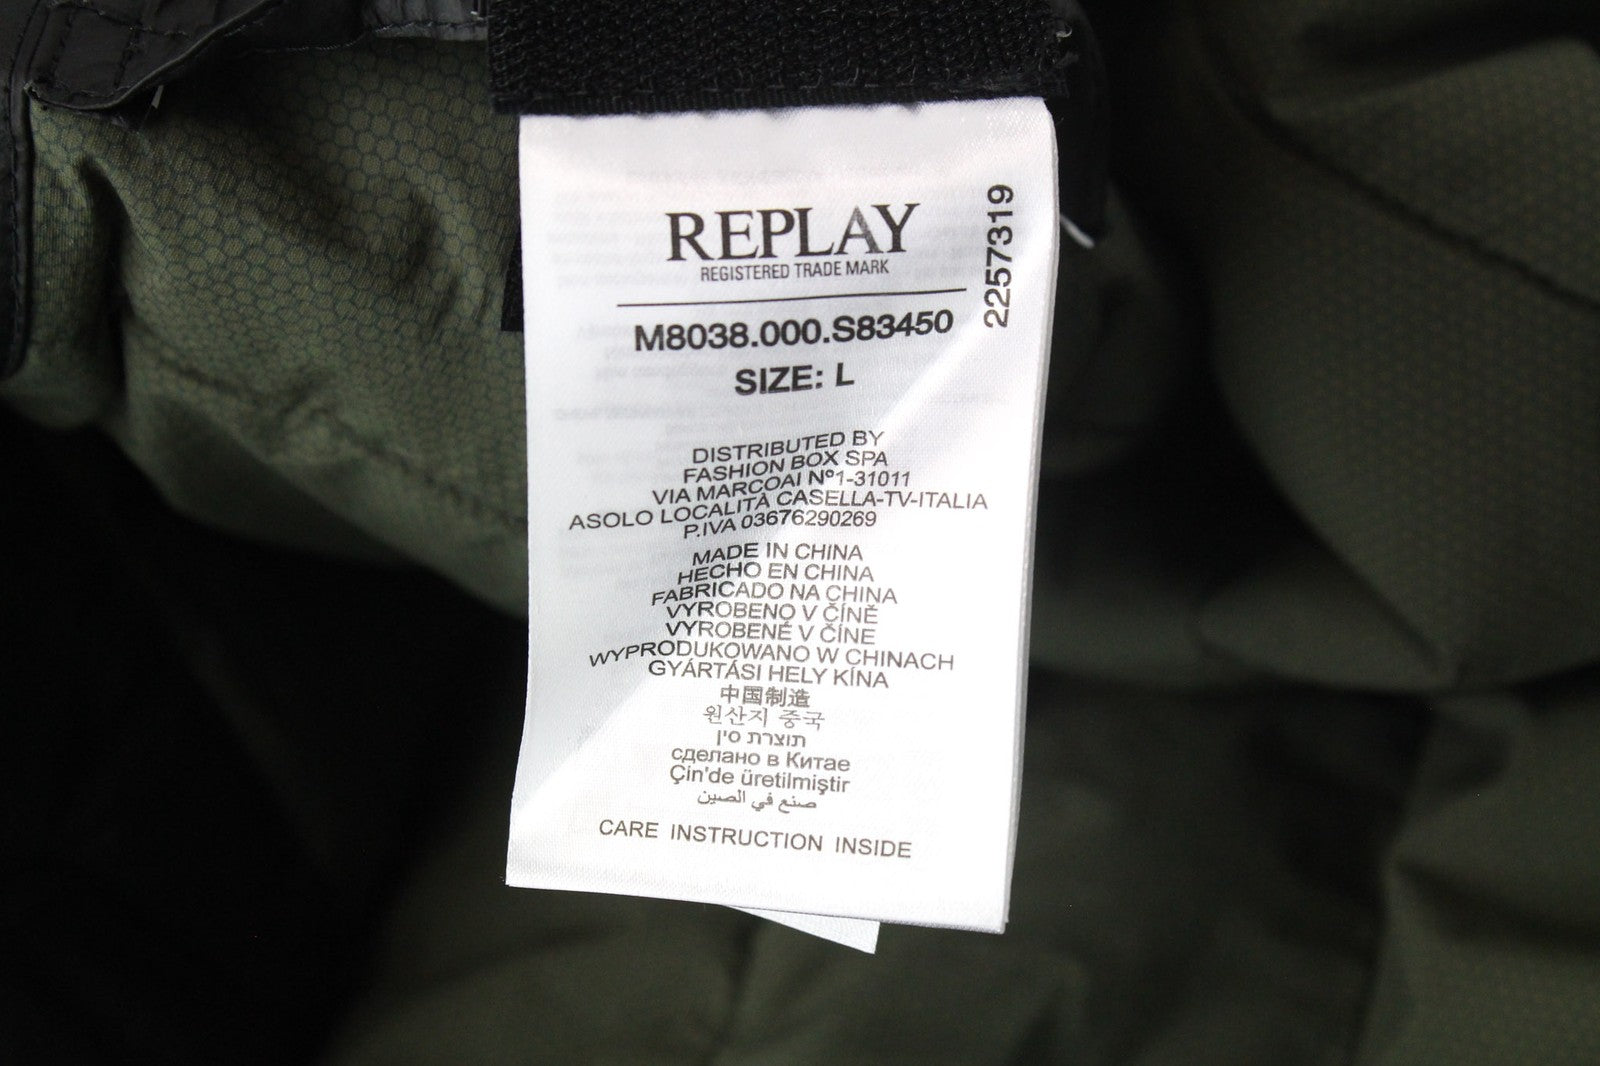 REPLAY
REGISTERED TRADE MARK
M8038.000.S83450
SIZE: L
2257319
DISTRIBUTED BY
FASHION BOX SPA
VIA MARCOAI Nº1-31011
ASOLO LOCALITÀ CASELLA-TV-ITALIA
P.IVA 03676290269
MADE IN CHINA
HECHO EN CHINA
FABRICADO NA CHINA
VYROBENO V ČÍNĚ
VYROBENÉ V ČÍNE
WYPRODUKOWANO W CHINACH
GYÁRTÁSI HELY KÍNA
中国制造
원산지 중국
תוצרת סין
сделано в Китае
Çin'de üretilmiştir
صنع في الصين
CARE INSTRUCTION INSIDE